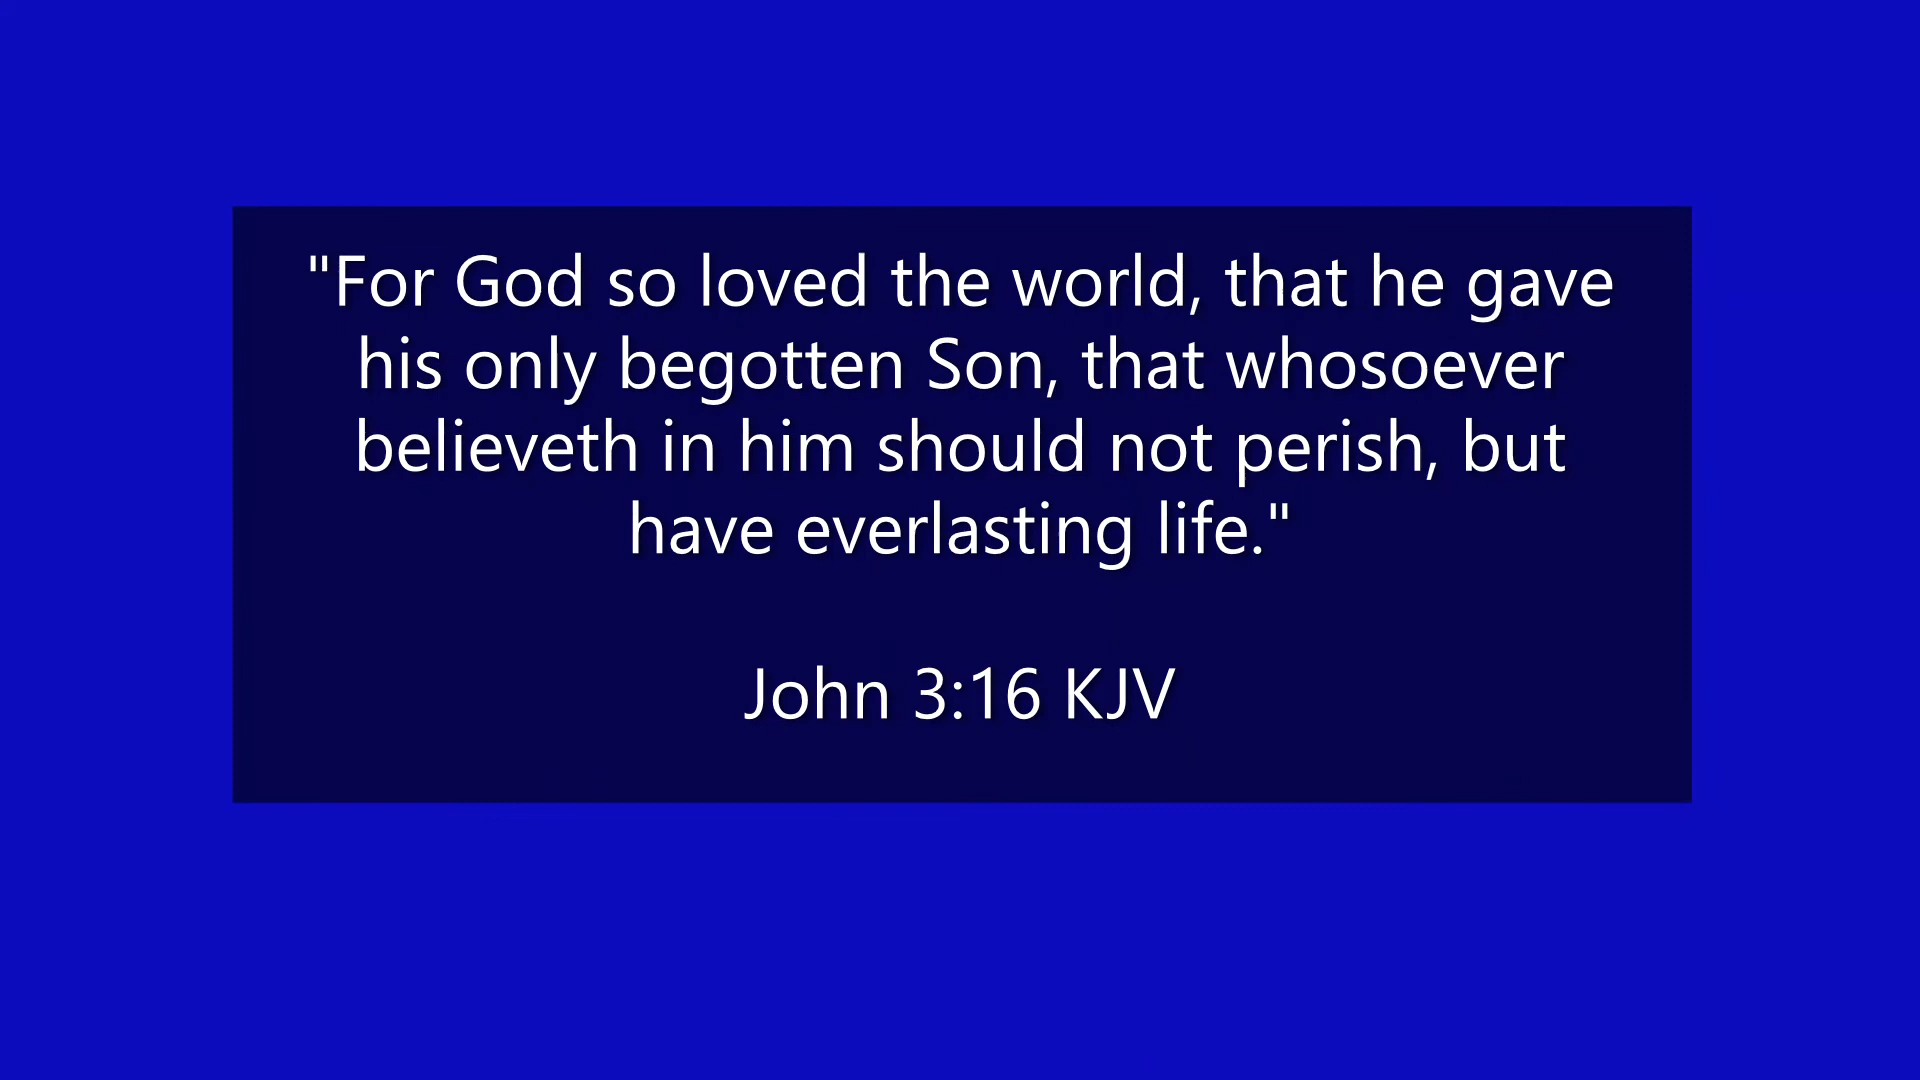 "For God so loved the world, that he gave
his only begotten Son, that whosoever
believeth in him should not perish, but
have everlasting life."
John 3:16 KJV